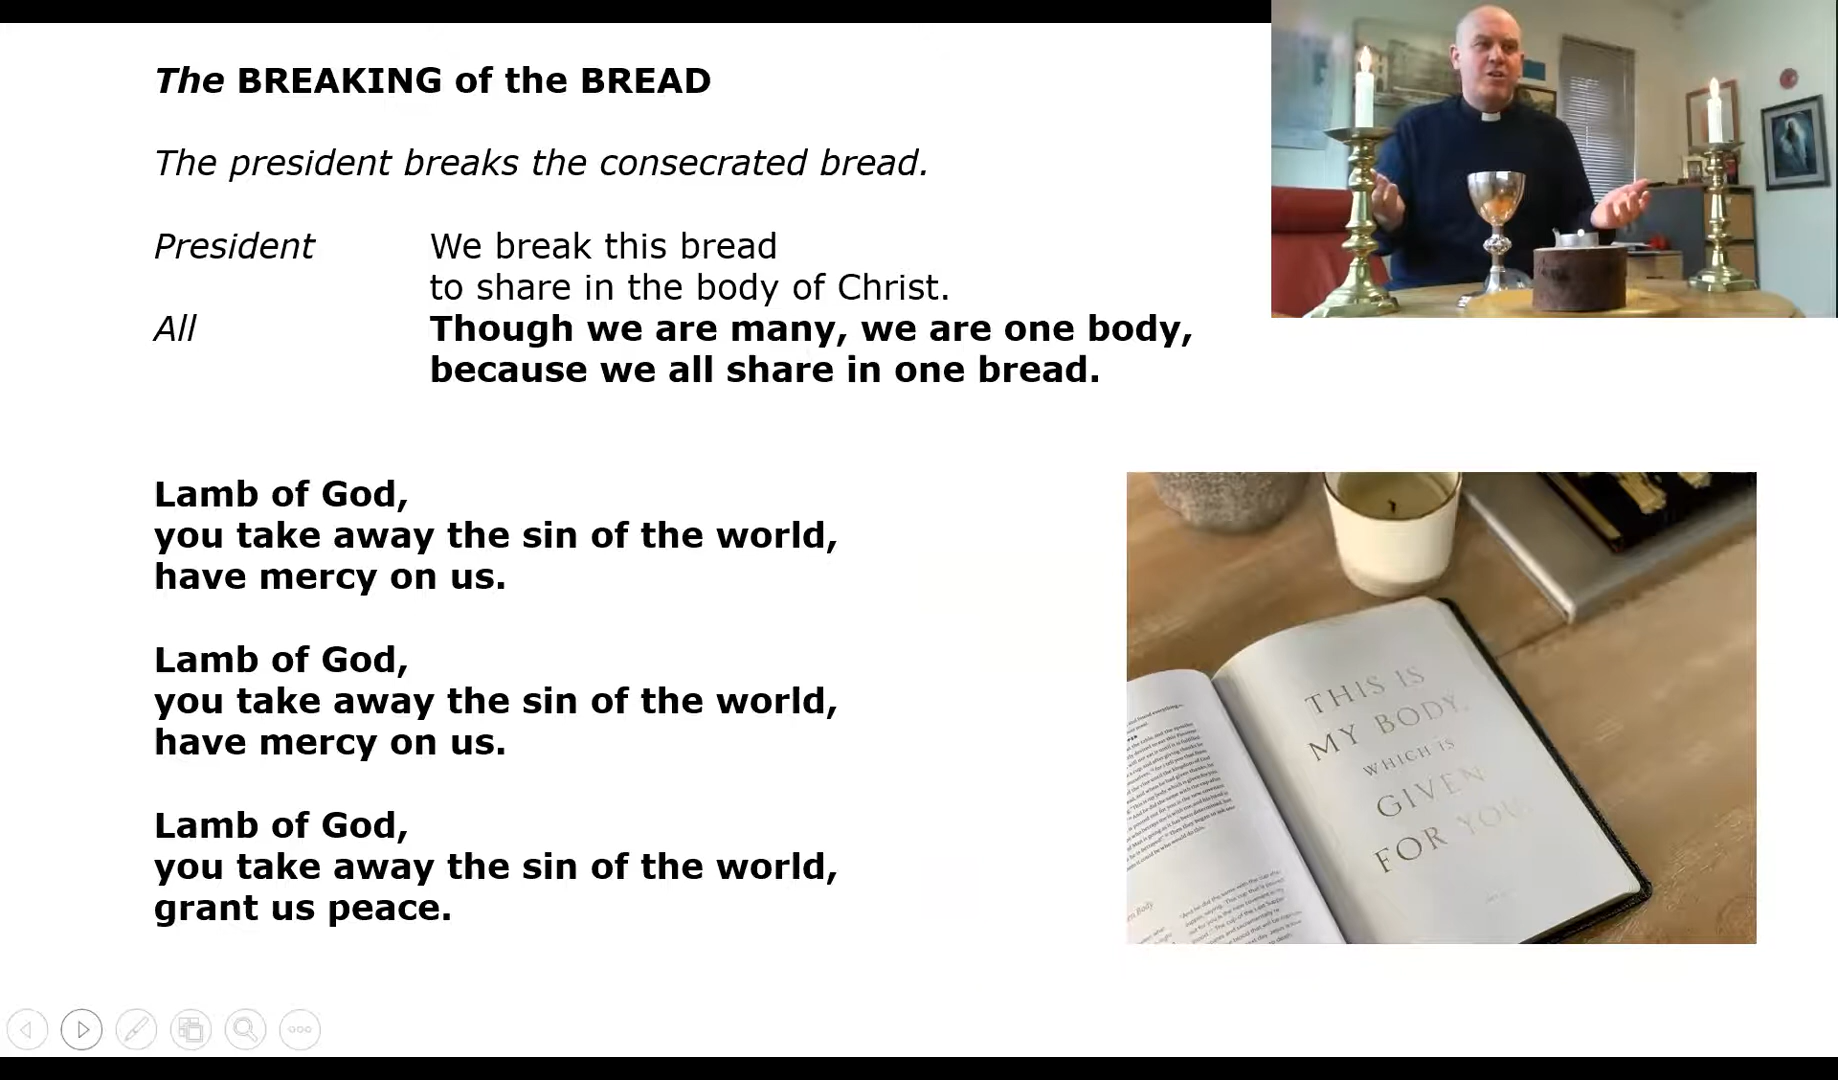 The BREAKING of the BREAD
The president breaks the consecrated bread.
President We break this bread
to share in the body of Christ.
All Though we are many, we are one body,
because we all share in one bread.
Lamb of God,
you take away the sin of the world,
have mercy on us.
Lamb of God,
you take away the sin of the world,
have mercy on us.
Lamb of God,
you take away the sin of the world,
grant us peace.
THIS IS
MY BODY,
WHICH IS
GIVEN
FOR YOU